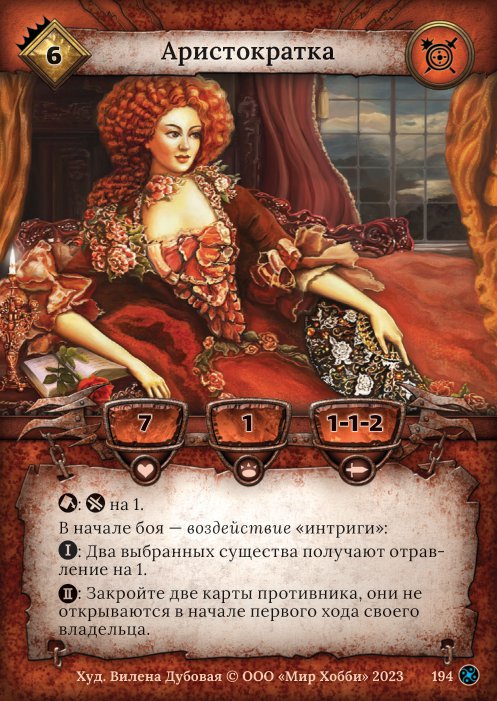 6
Аристократка
7
1
1-1-2
: на 1.
В начале боя — воздействие «интриги»:
I: Два выбранных существа получают отрав-
ление на 1.
II: Закройте две карты противника, они не
открываются в начале первого хода своего
владельца.
Худ. Вилена Дубовая © ООО «Мир Хобби» 2023
194